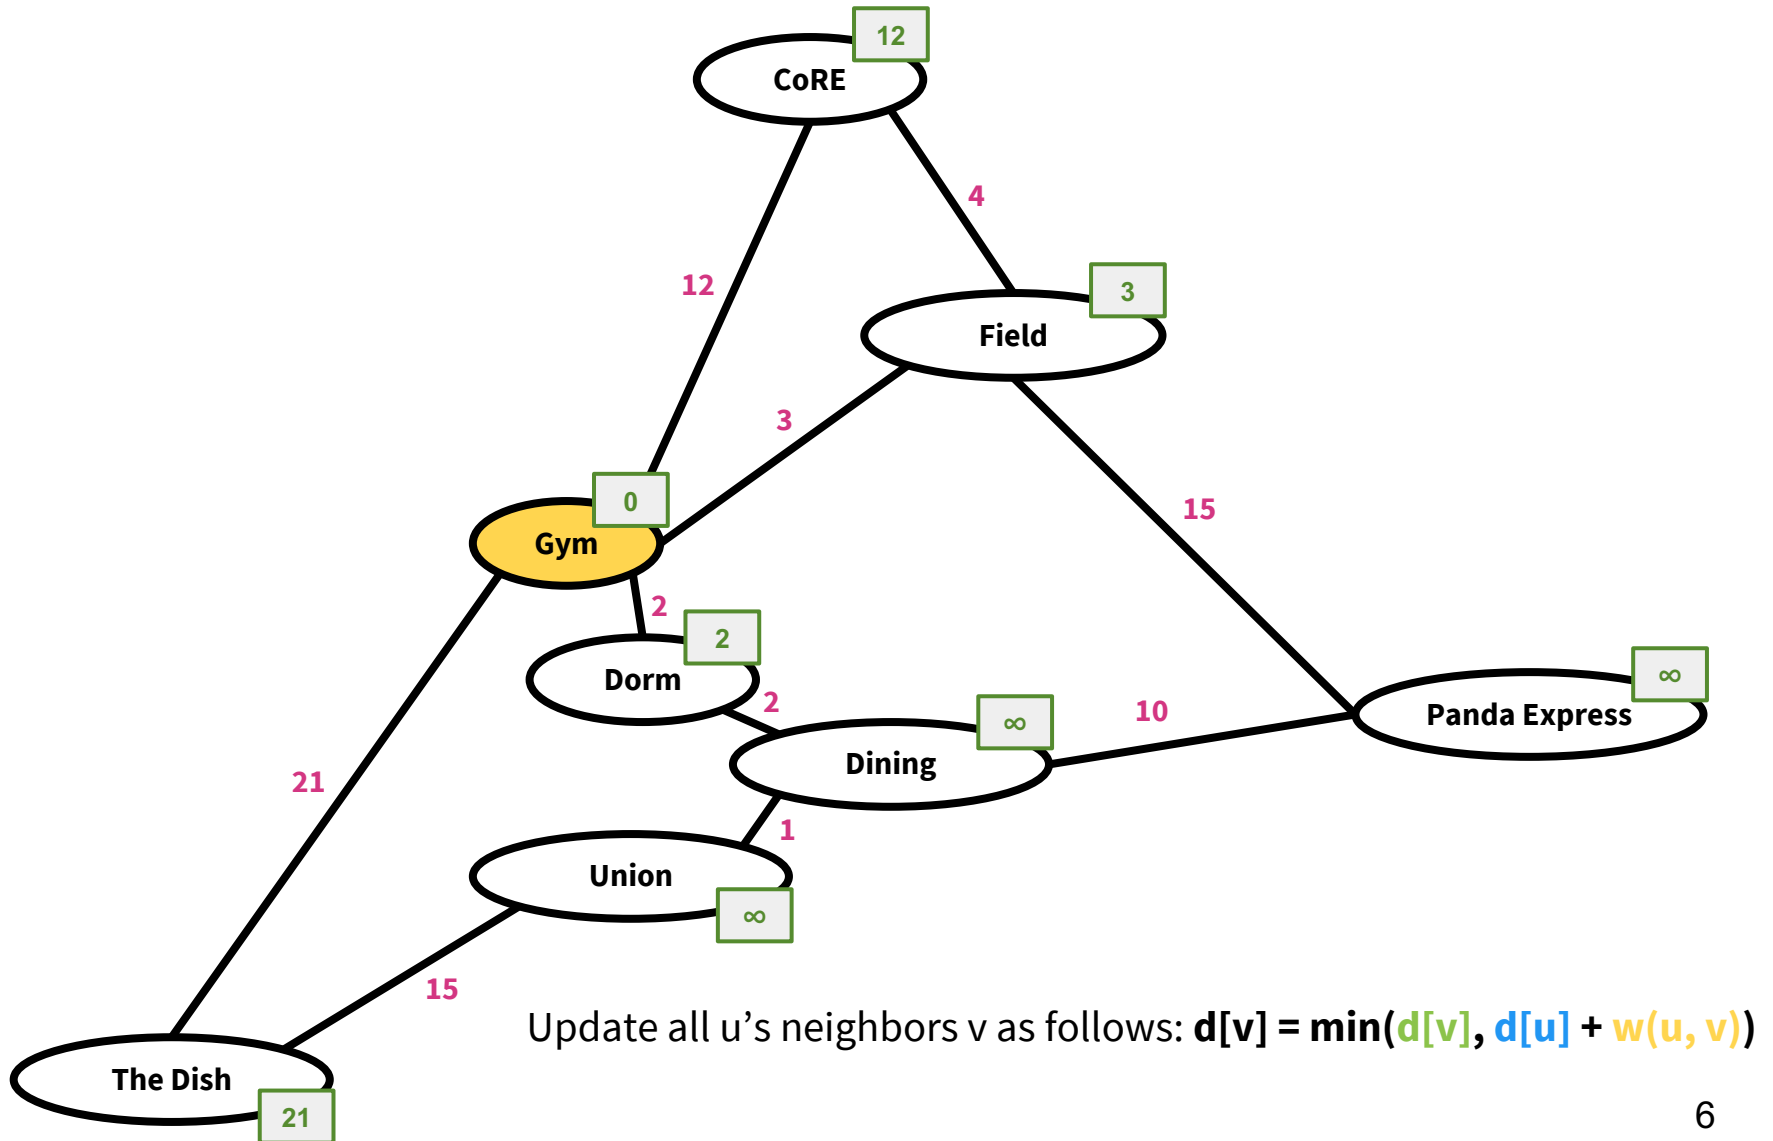 12
CoRE
4
12
3
Field
3
15
0
Gym
2
2
Dorm
2
∞
Panda Express
∞
10
Dining
21
1
Union
∞
15
Update all u’s neighbors v as follows: d[v] = min(d[v], d[u] + w(u, v))
The Dish
21
6